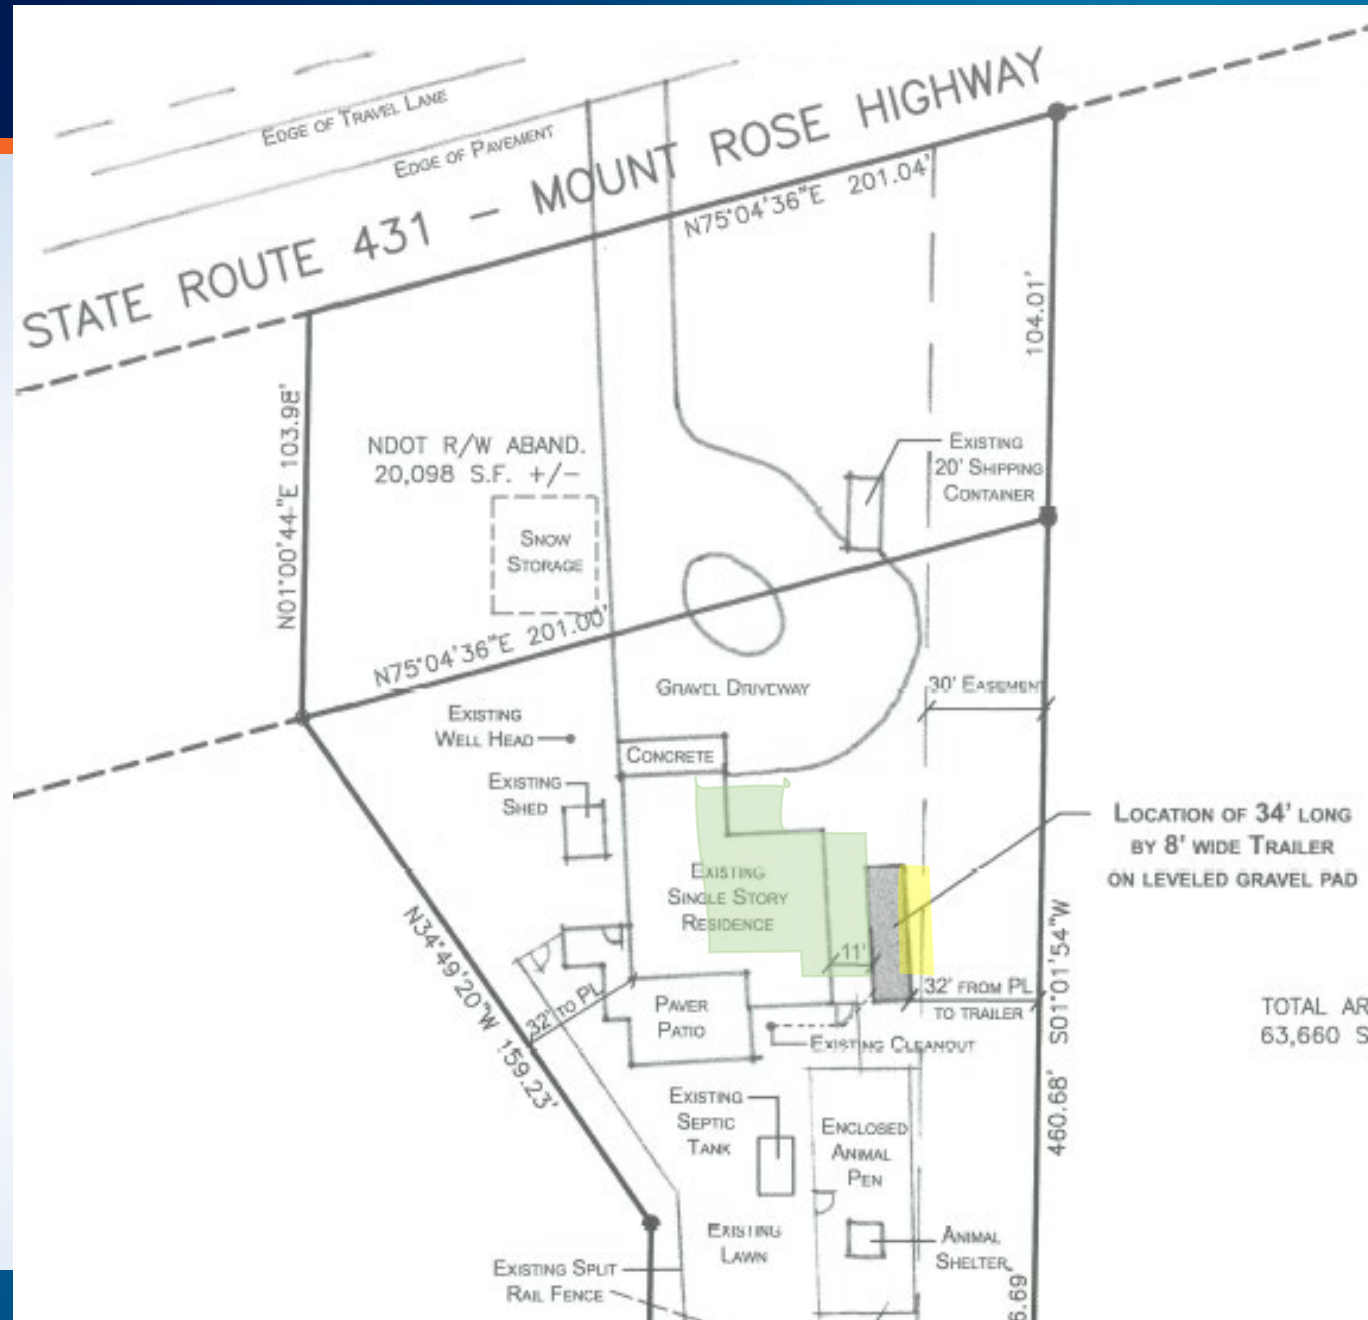 EDGE OF TRAVEL LANE
EDGE OF PAVEMENT
STATE ROUTE 431 – MOUNT ROSE HIGHWAY
N75°04'36"E 201.04'
104.01'
N01°00'44"E 103.98'
NDOT R/W ABAND.
20,098 S.F. +/−
EXISTING
20' SHIPPING
CONTAINER
SNOW
STORAGE
N75°04'36"E 201.00'
GRAVEL DRIVEWAY
30' EASEMENT
EXISTING
WELL HEAD
CONCRETE
EXISTING
SHED
LOCATION OF 34' LONG
BY 8' WIDE TRAILER
ON LEVELED GRAVEL PAD
EXISTING
SINGLE STORY
RESIDENCE
N34°49'20"W 159.23'
11'
32' TO PL
32' FROM PL
TO TRAILER
460.68' S01°01'54"W
PAVER
PATIO
EXISTING CLEANOUT
TOTAL AR
63,660 S
EXISTING
SEPTIC
TANK
ENCLOSED
ANIMAL
PEN
EXISTING
LAWN
ANIMAL
SHELTER
EXISTING SPLIT
RAIL FENCE
6.69'